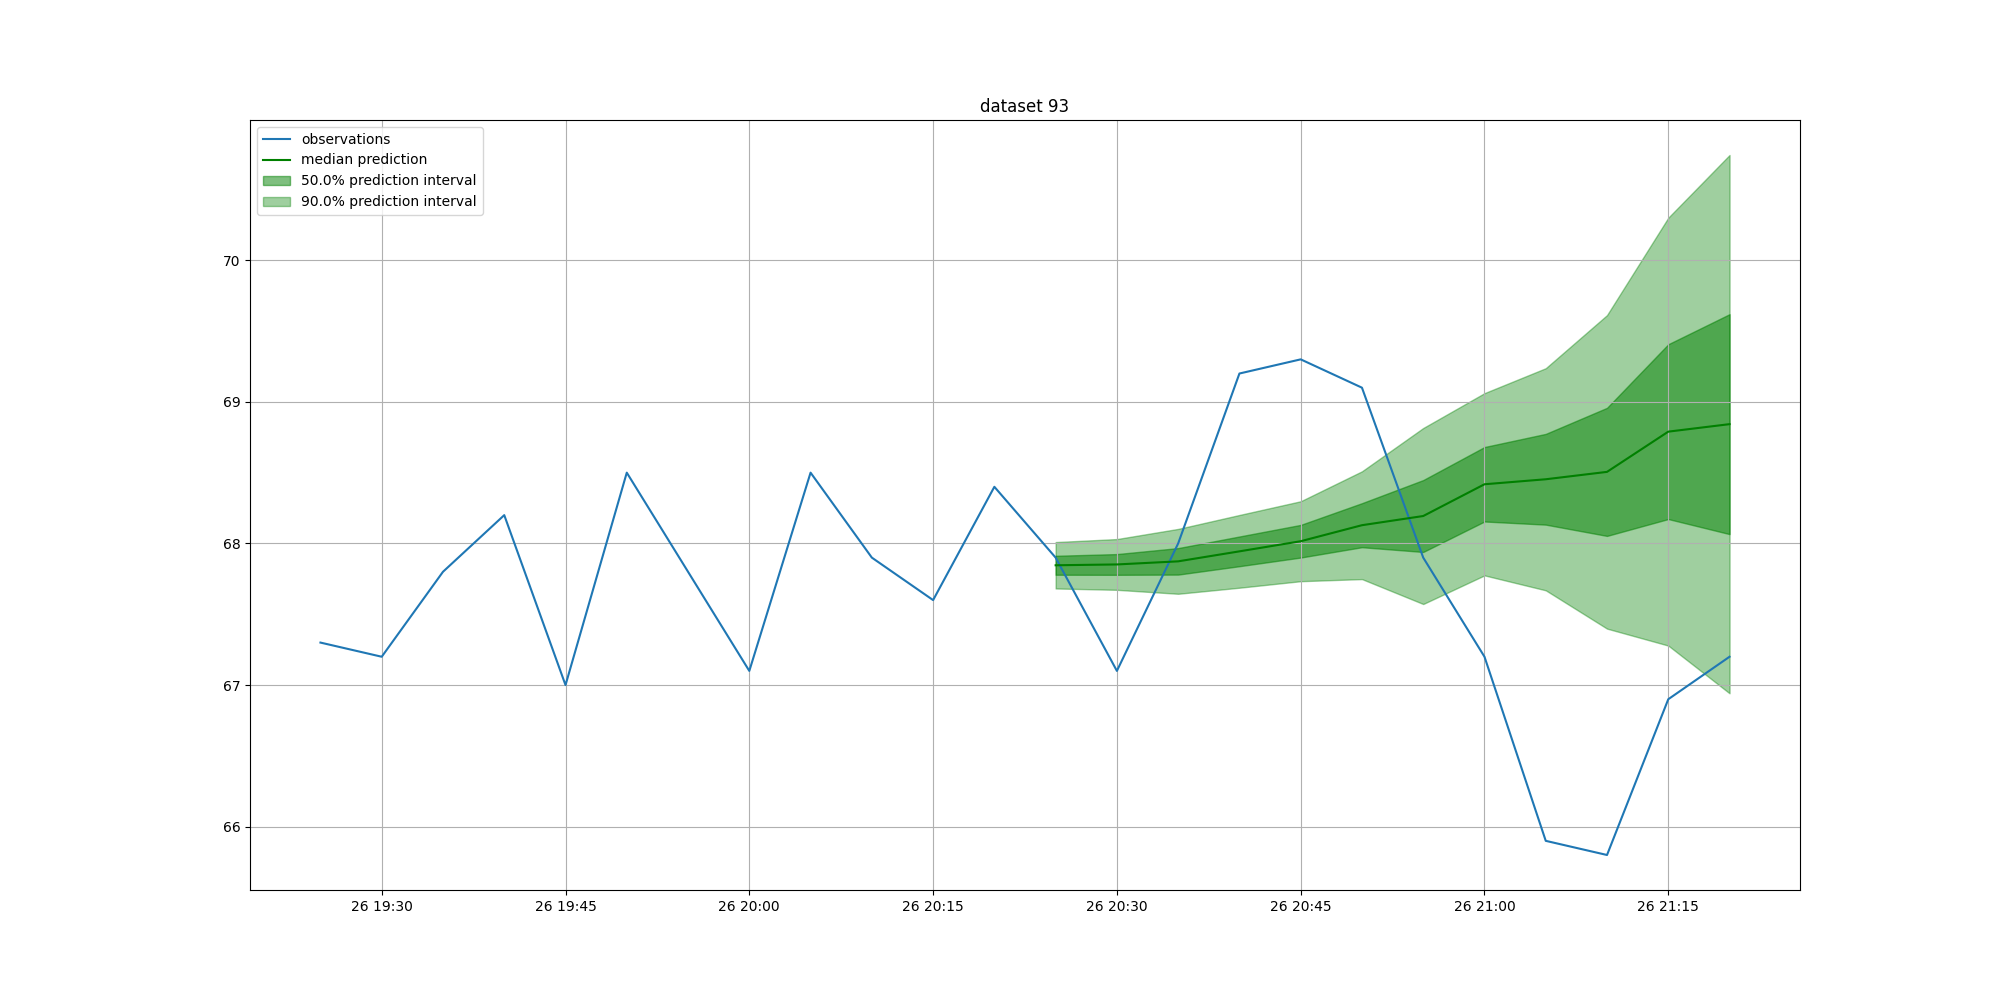 dataset 93
observations
median prediction
50.0% prediction interval
90.0% prediction interval
70
69
68
67
66
26 19:30 26 19:45 26 20:00 26 20:15 26 20:30 26 20:45 26 21:00 26 21:15